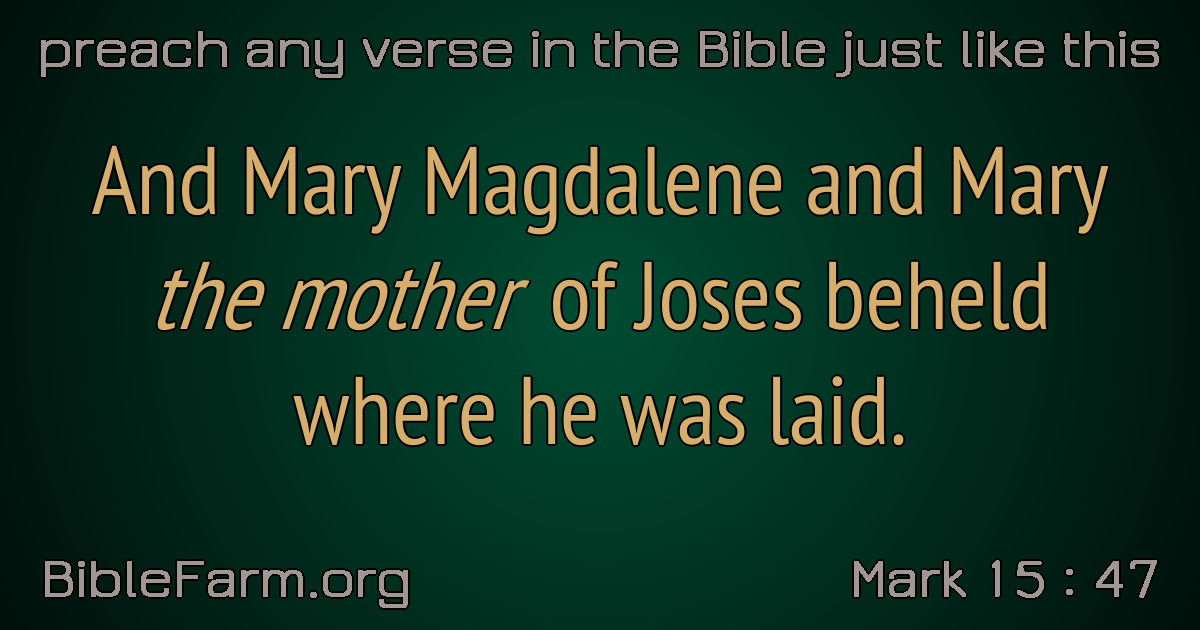 preach any verse in the Bible just like this
And Mary Magdalene and Mary
the mother of Joses beheld
where he was laid.
BibleFarm.org
Mark 15 : 47